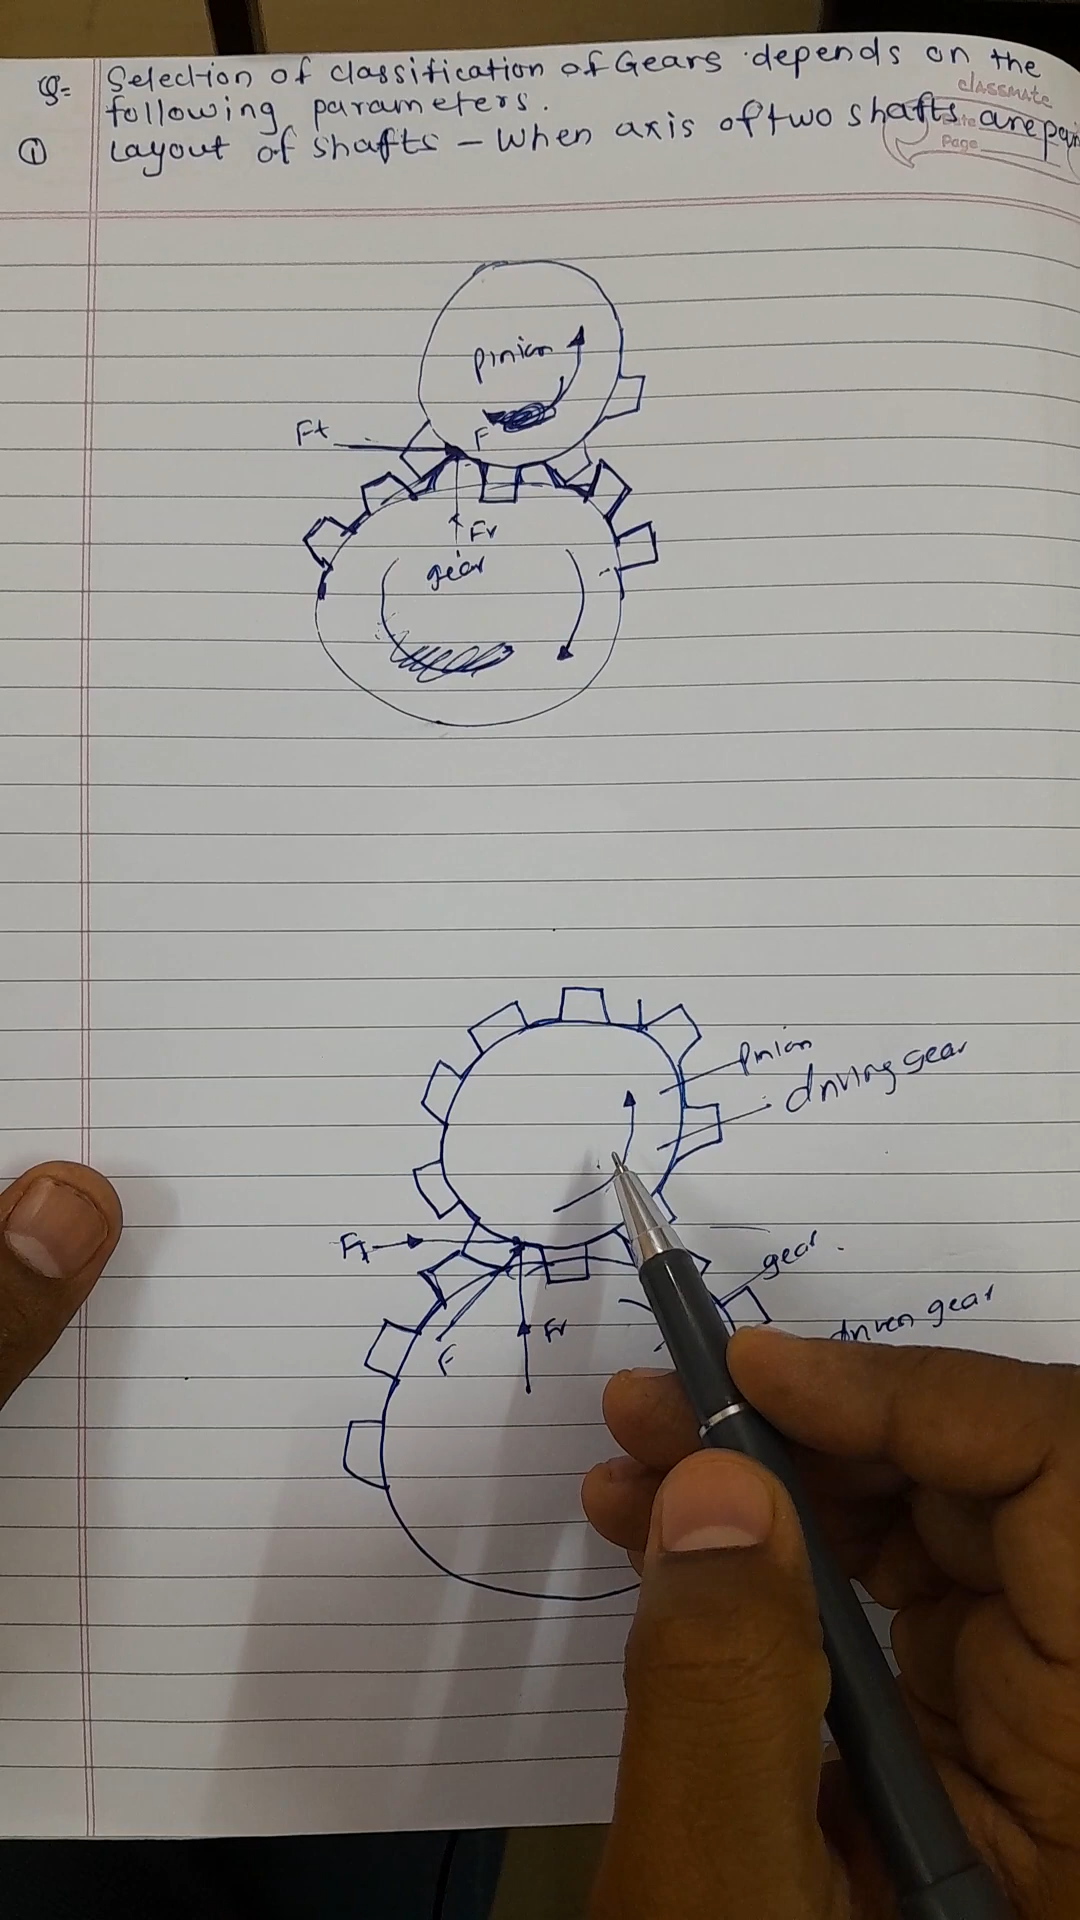 Q=
Selection of classification of Gears depends on the
following parameters.
classmate
Date
Page
① Layout of shafts - When axis of two shafts are
pinion
Ft
F
Fr
gear
pinion
driving gear
Ft
gear
Fr
driven gear
F